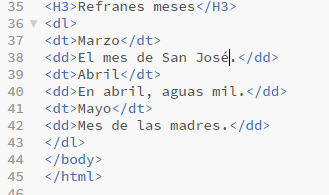 35 <H3>Refranes meses</H3>
36 <dl>
37 <dt>Marzo</dt>
38 <dd>El mes de San José.</dd>
39 <dt>Abril</dt>
40 <dd>En abril, aguas mil.</dd>
41 <dt>Mayo</dt>
42 <dd>Mes de las madres.</dd>
43 </dl>
44 </body>
45 </html>
46